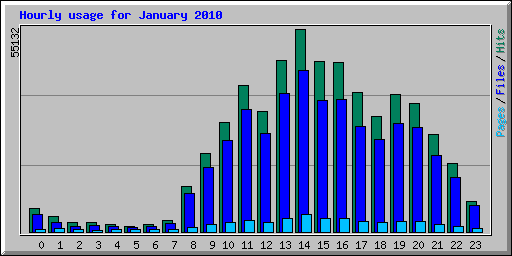 Hourly usage for January 2010
55132
Pages / Files / Hits
0 1 2 3 4 5 6 7 8 9 10 11 12 13 14 15 16 17 18 19 20 21 22 23